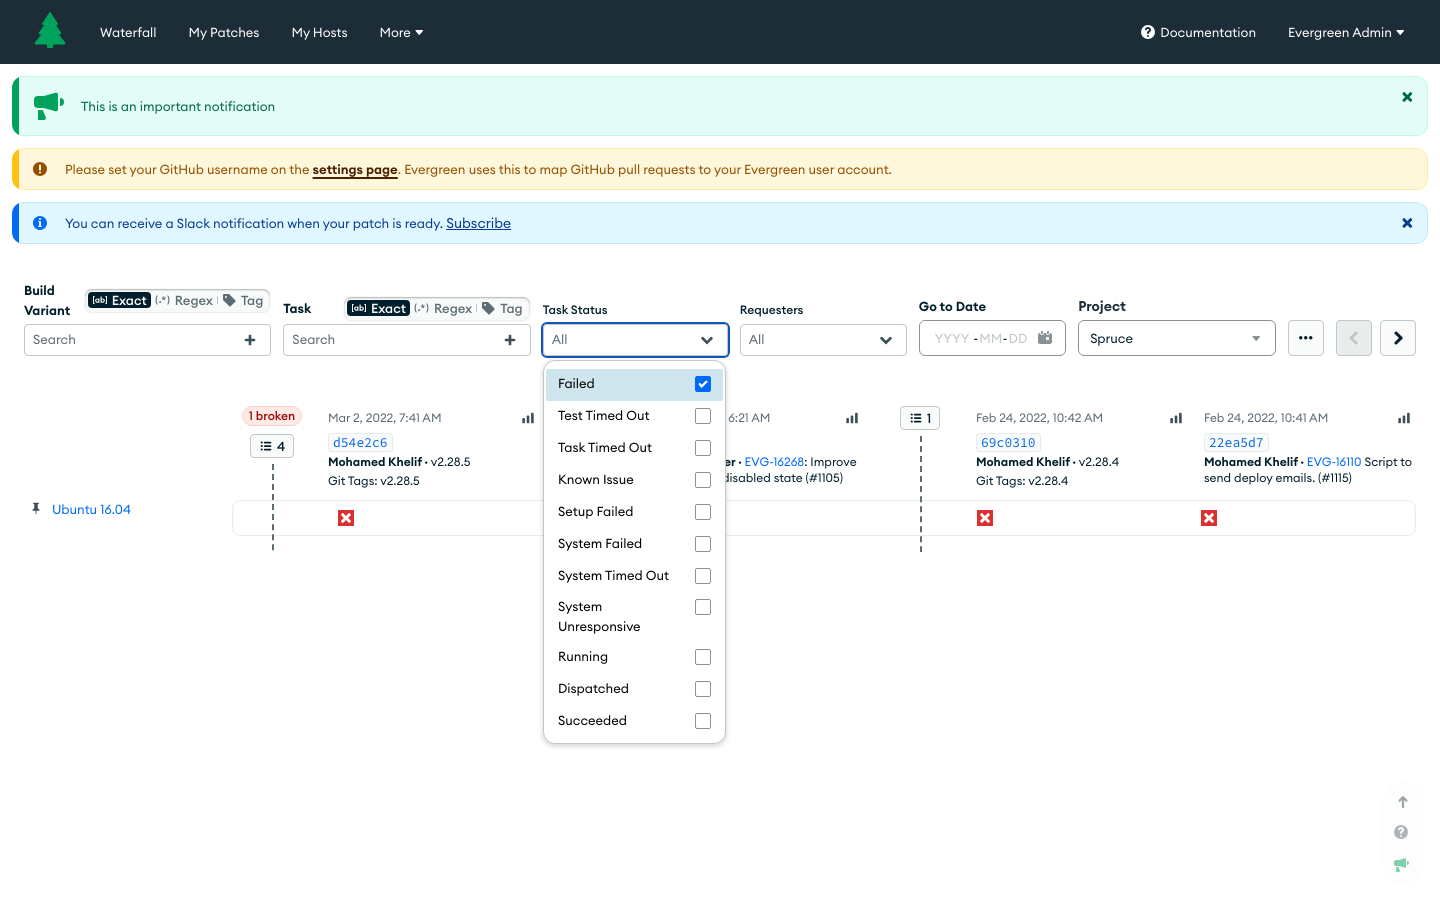 Waterfall My Patches My Hosts More Documentation Evergreen Admin
This is an important notification
Please set your GitHub username on the settings page. Evergreen uses this to map GitHub pull requests to your Evergreen user account.
You can receive a Slack notification when your patch is ready. Subscribe
Build Variant
[ab] Exact (.*) Regex Tag
Search
Task
[ab] Exact (.*) Regex Tag
Search
Task Status
All
Requesters
All
Go to Date
YYYY -MM-DD
Project
Spruce
Failed
Test Timed Out
Task Timed Out
Known Issue
Setup Failed
System Failed
System Timed Out
System
Unresponsive
Running
Dispatched
Succeeded
1 broken
4
Mar 2, 2022, 7:41 AM
d54e2c6
Mohamed Khelif • v2.28.5
Git Tags: v2.28.5
6:21 AM
er • EVG-16268: Improve
disabled state (#1105)
1
Feb 24, 2022, 10:42 AM
69c0310
Mohamed Khelif • v2.28.4
Git Tags: v2.28.4
Feb 24, 2022, 10:41 AM
22ea5d7
Mohamed Khelif • EVG-16110 Script to
send deploy emails. (#1115)
Ubuntu 16.04